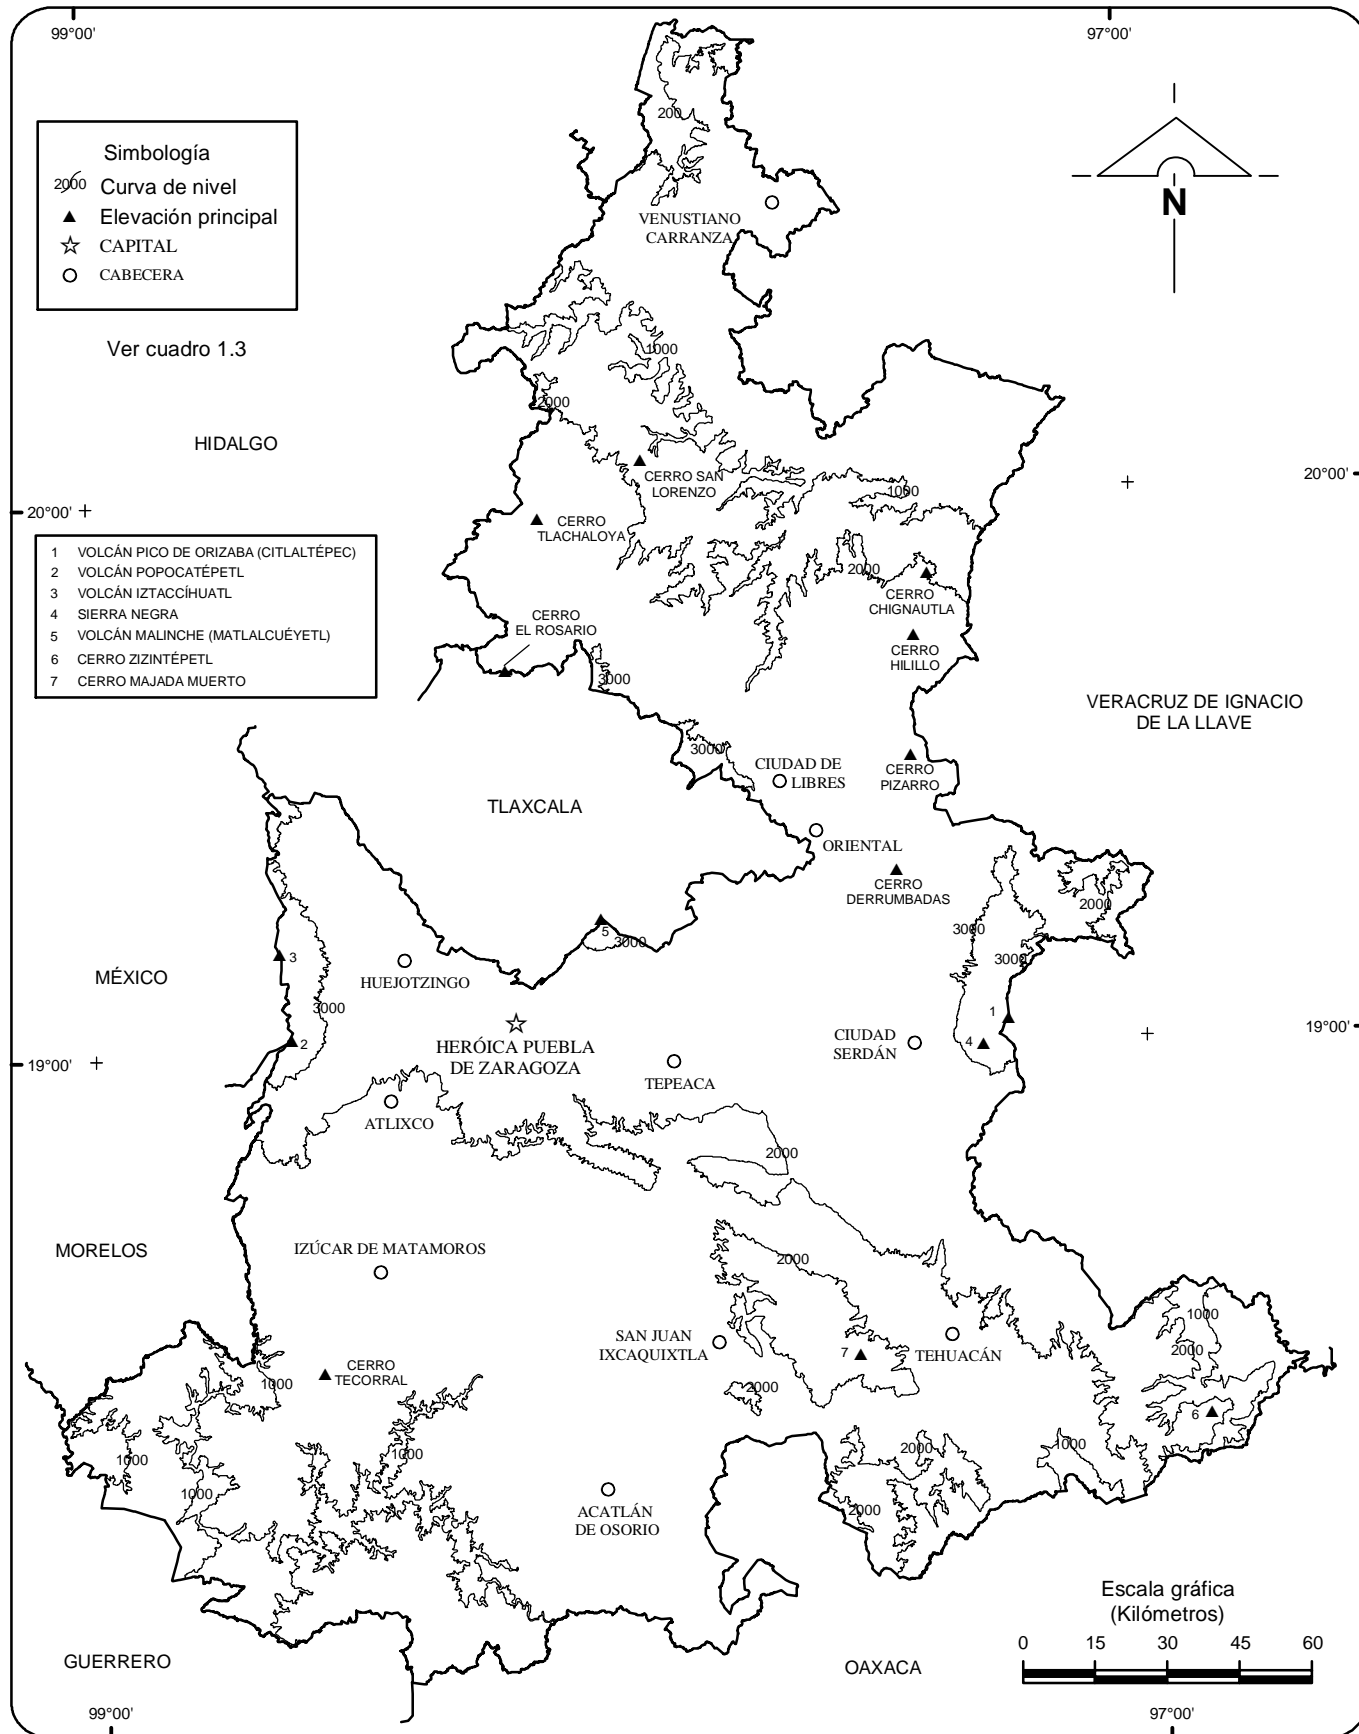 99°00'
97°00'
Simbología
2000 Curva de nivel
Elevación principal
CAPITAL
CABECERA
Ver cuadro 1.3
N
200
VENUSTIANO
CARRANZA
1000
2000
HIDALGO
CERRO SAN
LORENZO
20°00'
1000
20°00'
CERRO
TLACHALOYA
1 VOLCÁN PICO DE ORIZABA (CITLALTÉPEC)
2 VOLCÁN POPOCATÉPETL
3 VOLCÁN IZTACCÍHUATL
4 SIERRA NEGRA
5 VOLCÁN MALINCHE (MATLALCUÉYETL)
6 CERRO ZIZINTÉPETL
7 CERRO MAJADA MUERTO
2000
CERRO
CHIGNAUTLA
CERRO
EL ROSARIO
CERRO
HILILLO
3000
VERACRUZ DE IGNACIO
DE LA LLAVE
3000
CIUDAD DE
LIBRES
CERRO
PIZARRO
TLAXCALA
ORIENTAL
CERRO
DERRUMBADAS
2000
3000
5
3000
3000
3
MÉXICO
HUEJOTZINGO
3000
1
19°00'
2
HERÓICA PUEBLA
DE ZARAGOZA
CIUDAD
SERDÁN
4
19°00'
TEPEACA
ATLIXCO
2000
MORELOS
IZÚCAR DE MATAMOROS
2000
1000
SAN JUAN
IXCAQUIXTLA
7
TEHUACÁN
2000
CERRO
TECORRAL
1000
2000
6
1000
1000
2000
1000
1000
2000
ACATLÁN
DE OSORIO
Escala gráfica
(Kilómetros)
0 15 30 45 60
GUERRERO
OAXACA
99°00'
97°00'